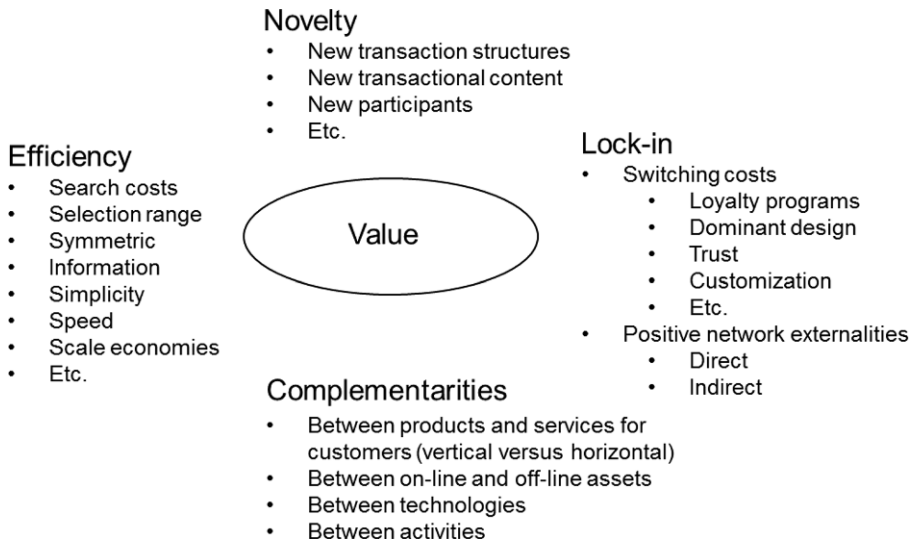 Novelty
• New transaction structures
• New transactional content
• New participants
• Etc.
Efficiency
• Search costs
• Selection range
• Symmetric
• Information
• Simplicity
• Speed
• Scale economies
• Etc.
Value
Lock-in
• Switching costs
• Loyalty programs
• Dominant design
• Trust
• Customization
• Etc.
• Positive network externalities
• Direct
• Indirect
Complementarities
• Between products and services for
customers (vertical versus horizontal)
• Between on-line and off-line assets
• Between technologies
• Between activities